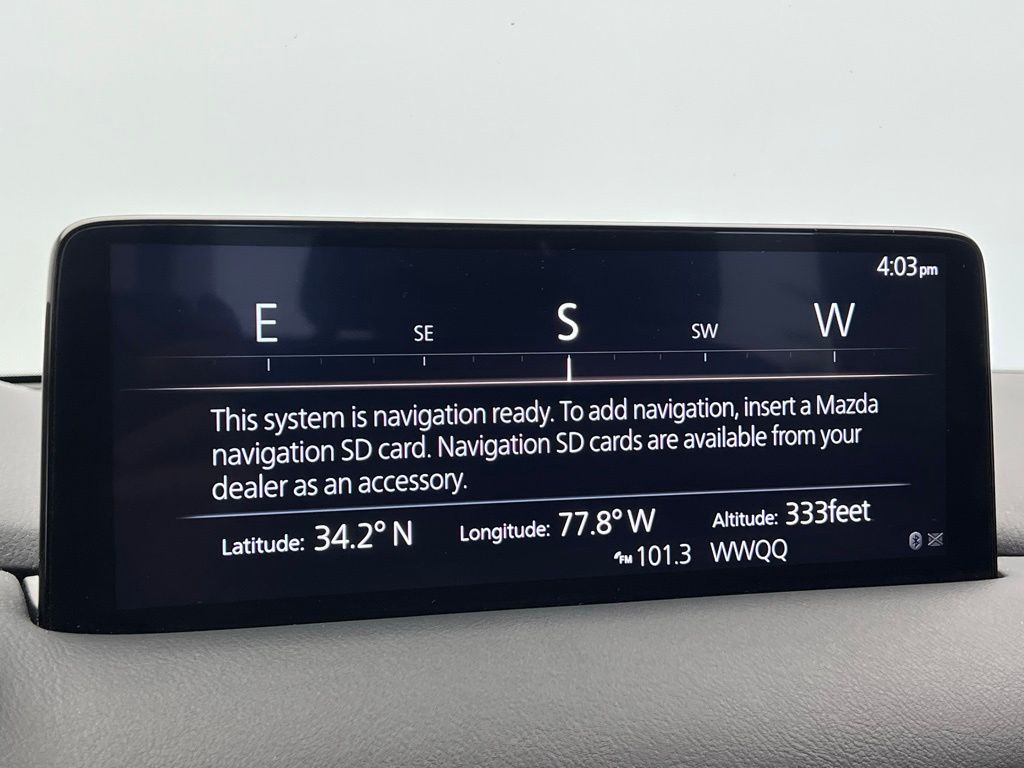 4:03pm
E SE S SW W
This system is navigation ready. To add navigation, insert a Mazda
navigation SD card. Navigation SD cards are available from your
dealer as an accessory.
Latitude: 34.2° N Longitude: 77.8° W Altitude: 333feet
FM 101.3 WWQQ